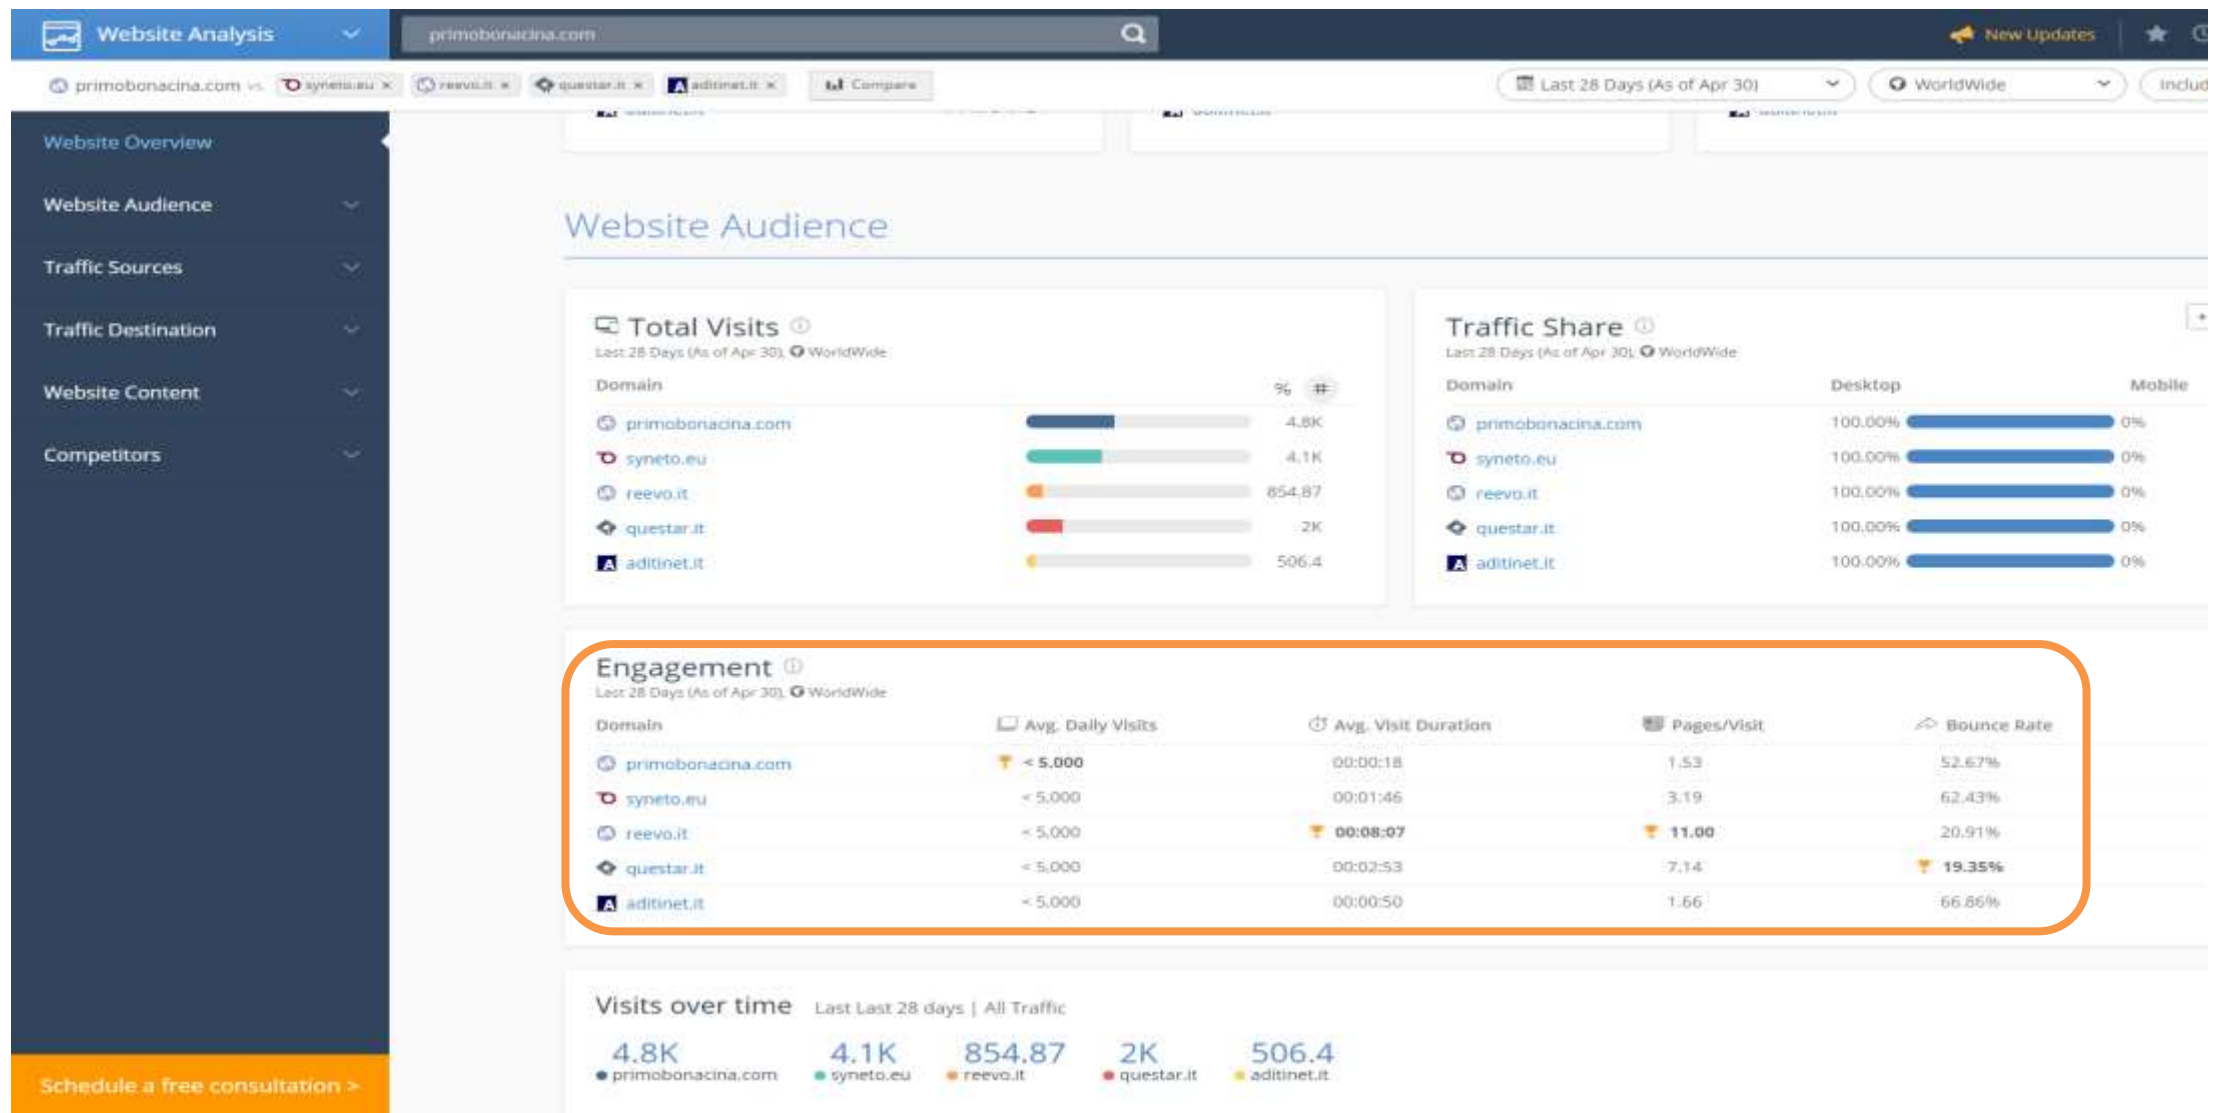 Website Analysis
primobonacina.com
New Updates
primobonacina.com vs. syneto.eu × reevo.it × questar.it × aditinet.it × Compare
Last 28 Days (As of Apr 30) WorldWide Includ
Website Overview
Website Audience
Traffic Sources
Traffic Destination
Website Content
Competitors
Schedule a free consultation >
Website Audience
Total Visits
Last 28 Days (As of Apr 30), WorldWide
Domain % #
primobonacina.com 4.8K
syneto.eu 4.1K
reevo.it 854.87
questar.it 2K
A aditinet.it 506.4
Traffic Share
Last 28 Days (As of Apr 30), WorldWide
Domain Desktop Mobile
primobonacina.com 100.00% 0%
syneto.eu 100.00% 0%
reevo.it 100.00% 0%
questar.it 100.00% 0%
A aditinet.it 100.00% 0%
Engagement
Last 28 Days (As of Apr 30), WorldWide
Domain Avg. Daily Visits Avg. Visit Duration Pages/Visit Bounce Rate
primobonacina.com < 5,000 00:00:18 1.53 52.67%
syneto.eu < 5,000 00:01:46 3.19 62.43%
reevo.it < 5,000 00:08:07 11.00 20.91%
questar.it < 5,000 00:02:53 7.14 19.35%
A aditinet.it < 5,000 00:00:50 1.66 66.86%
Visits over time Last Last 28 days | All Traffic
4.8K 4.1K 854.87 2K 506.4
primobonacina.com syneto.eu reevo.it questar.it aditinet.it